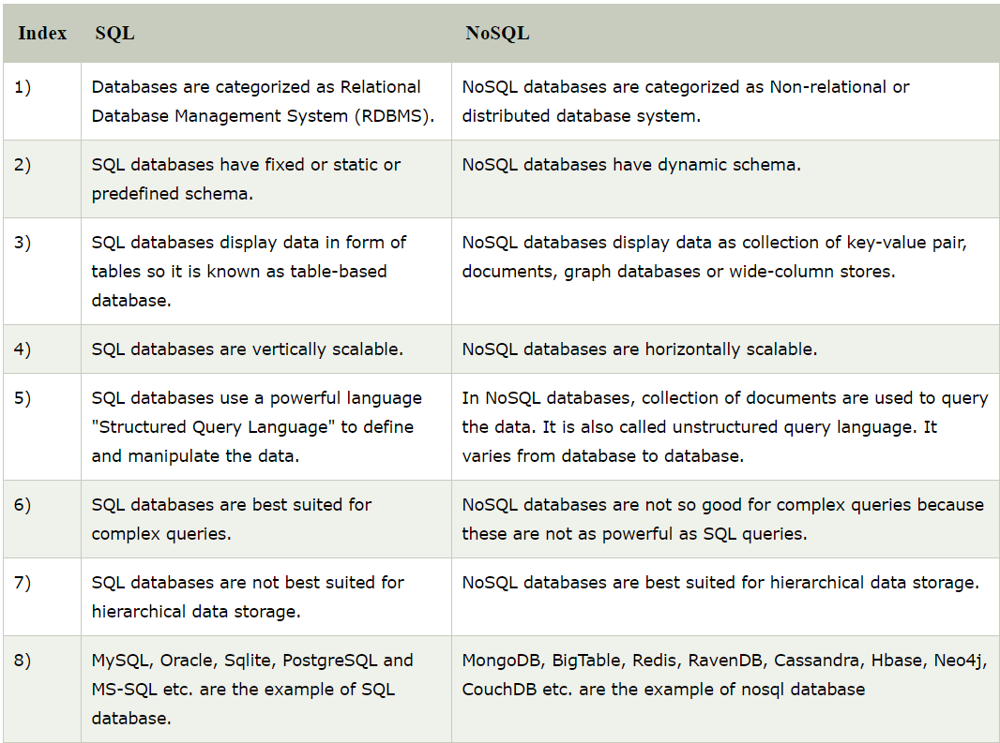 Index SQL NoSQL
1) Databases are categorized as Relational NoSQL databases are categorized as Non-relational or
Database Management System (RDBMS). distributed database system.
2) SQL databases have fixed or static or NoSQL databases have dynamic schema.
predefined schema.
3) SQL databases display data in form of NoSQL databases display data as collection of key-value pair,
tables so it is known as table-based documents, graph databases or wide-column stores.
database.
4) SQL databases are vertically scalable. NoSQL databases are horizontally scalable.
5) SQL databases use a powerful language In NoSQL databases, collection of documents are used to query
"Structured Query Language" to define the data. It is also called unstructured query language. It
and manipulate the data. varies from database to database.
6) SQL databases are best suited for NoSQL databases are not so good for complex queries because
complex queries. these are not as powerful as SQL queries.
7) SQL databases are not best suited for NoSQL databases are best suited for hierarchical data storage.
hierarchical data storage.
8) MySQL, Oracle, Sqlite, PostgreSQL and MongoDB, BigTable, Redis, RavenDB, Cassandra, Hbase, Neo4j,
MS-SQL etc. are the example of SQL CouchDB etc. are the example of nosql database
database.